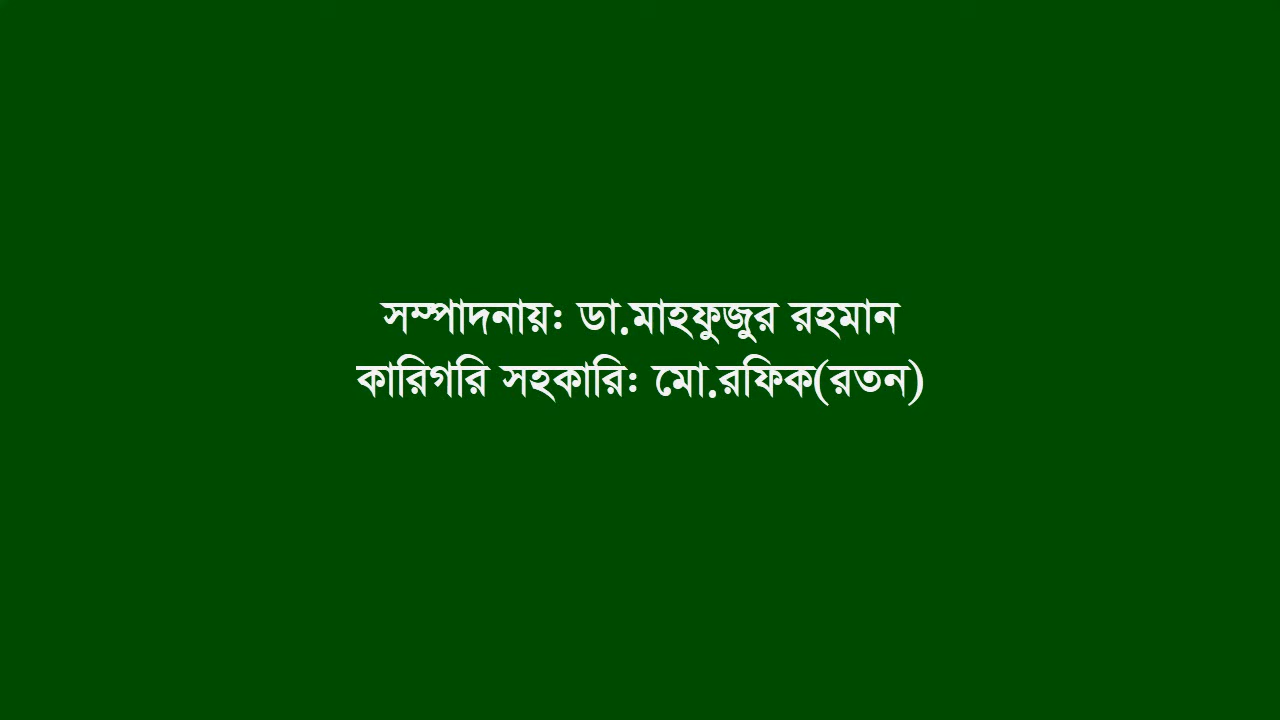 সম্পাদনায়: ডা.মাহফুজুর রহমান
কারিগরি সহকারি: মো.রফিক(রতন)